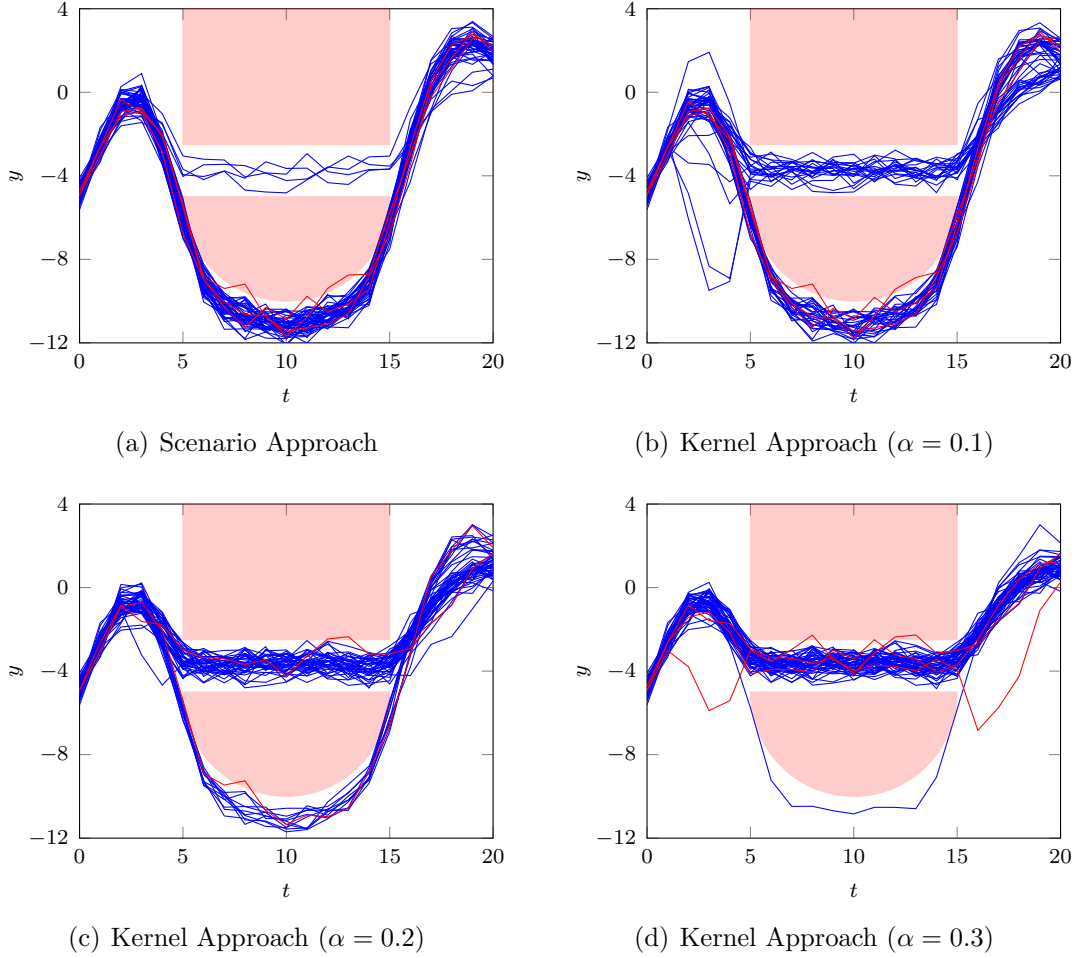 4
0
−4
−8
−12
y
0 5 10 15 20
t
(a) Scenario Approach
4
0
−4
−8
−12
y
0 5 10 15 20
t
(b) Kernel Approach (α = 0.1)
4
0
−4
−8
−12
y
0 5 10 15 20
t
(c) Kernel Approach (α = 0.2)
4
0
−4
−8
−12
y
0 5 10 15 20
t
(d) Kernel Approach (α = 0.3)